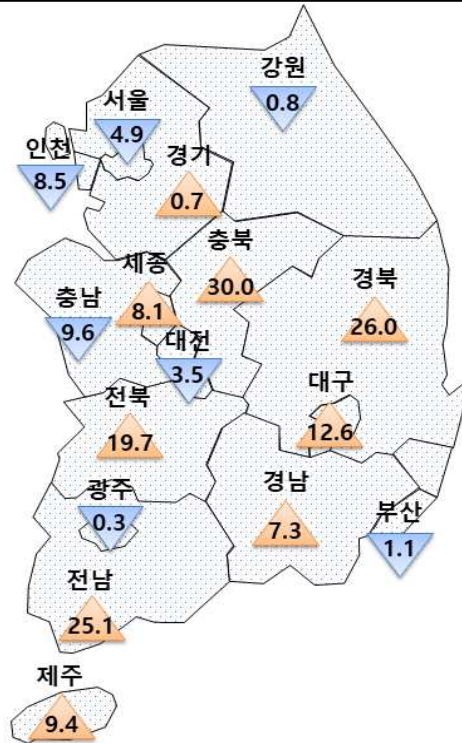 강원
0.8
서울
4.9
인천
8.5
경기
0.7
충북
30.0
세종
8.1
경북
26.0
충남
9.6
대전
3.5
대구
12.6
전북
19.7
경남
7.3
광주
0.3
부산
1.1
전남
25.1
제주
9.4